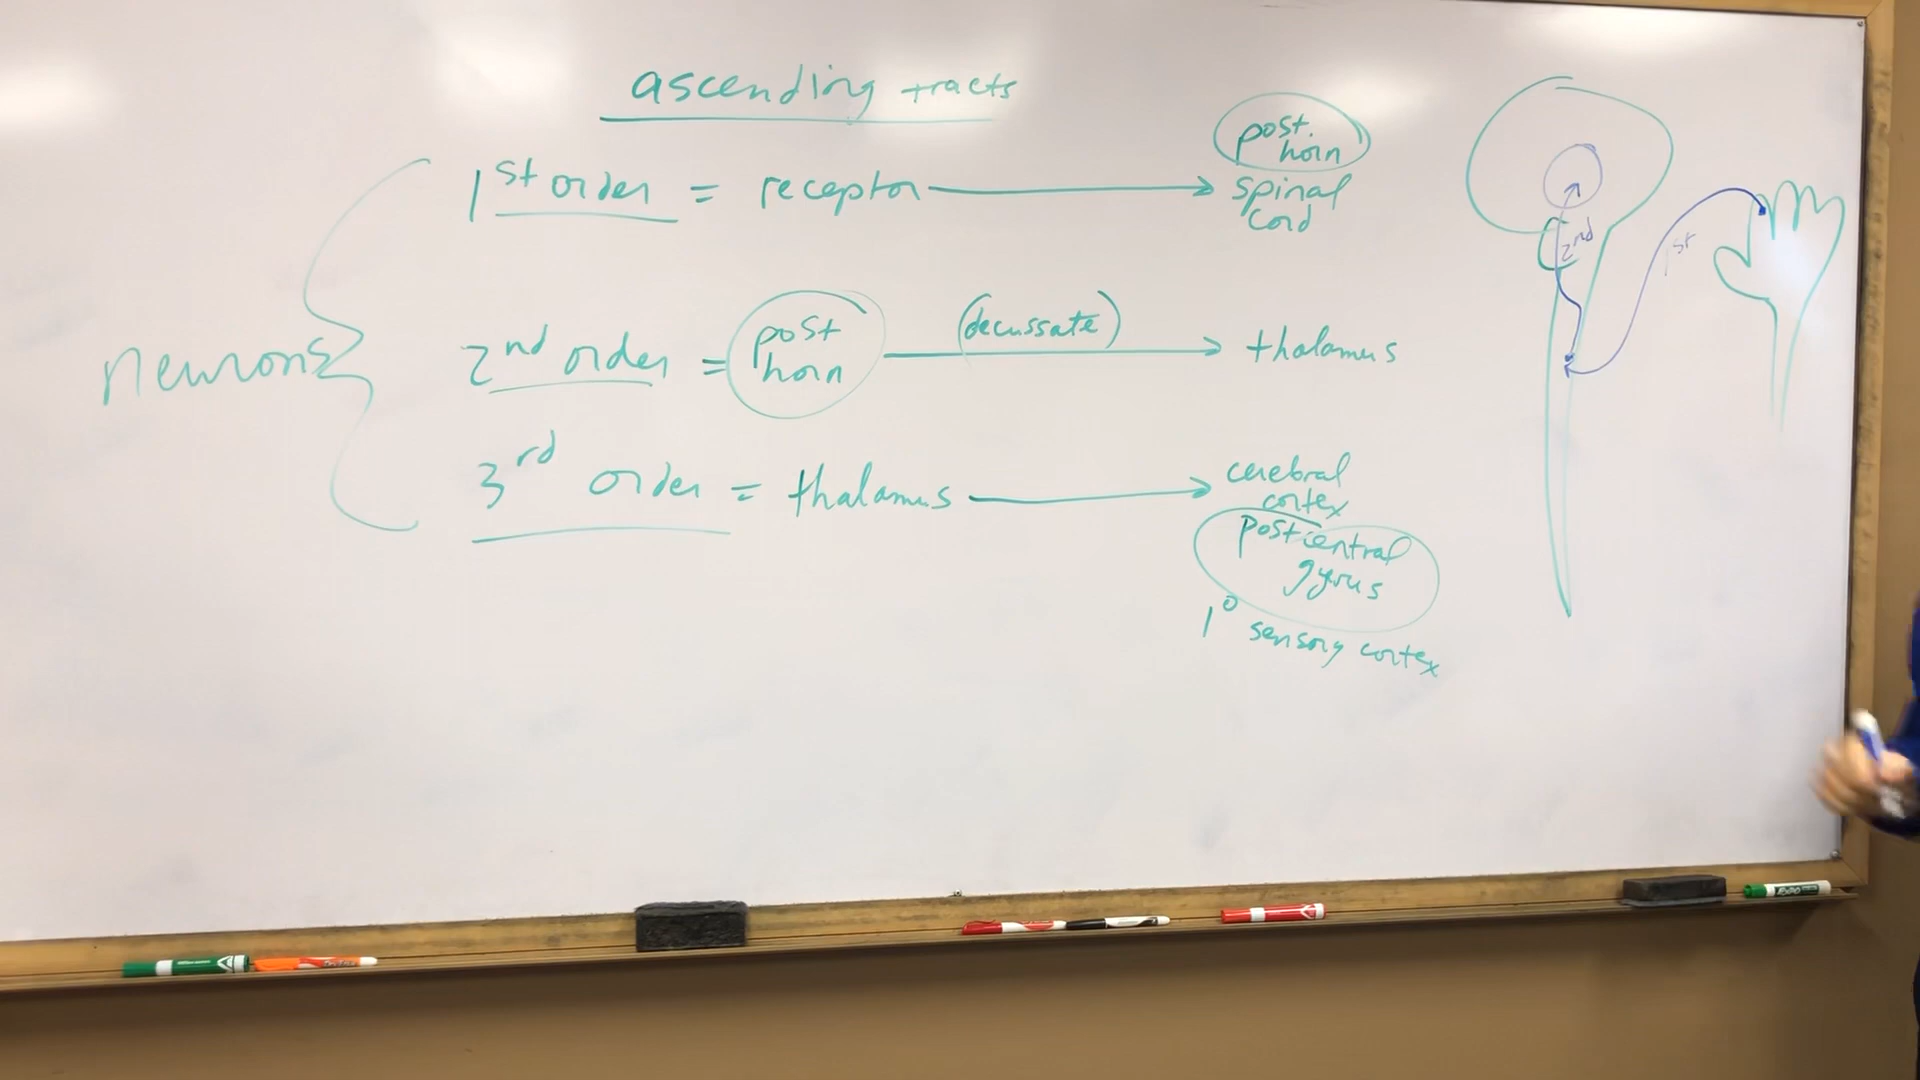 ascending tracts
1st order = receptor → post. horn
spinal cord
neurons
2nd order = post horn (decussate) → thalamus
3rd order = thalamus → cerebral cortex
postcentral gyrus
1° sensory cortex
2nd
1st
EXPO